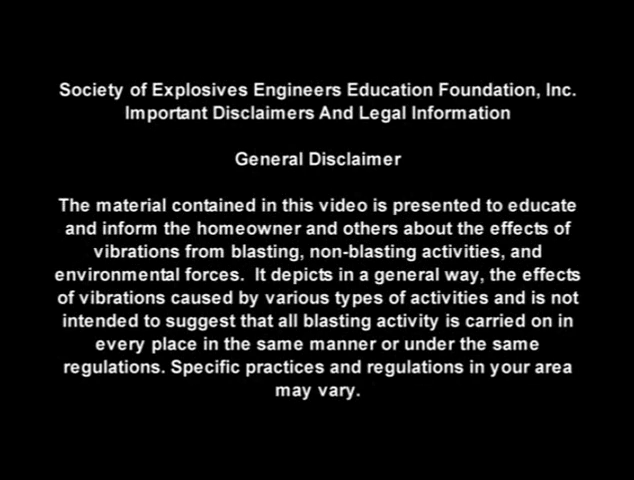 Society of Explosives Engineers Education Foundation, Inc.
Important Disclaimers And Legal Information
General Disclaimer
The material contained in this video is presented to educate
and inform the homeowner and others about the effects of
vibrations from blasting, non-blasting activities, and
environmental forces. It depicts in a general way, the effects
of vibrations caused by various types of activities and is not
intended to suggest that all blasting activity is carried on in
every place in the same manner or under the same
regulations. Specific practices and regulations in your area
may vary.